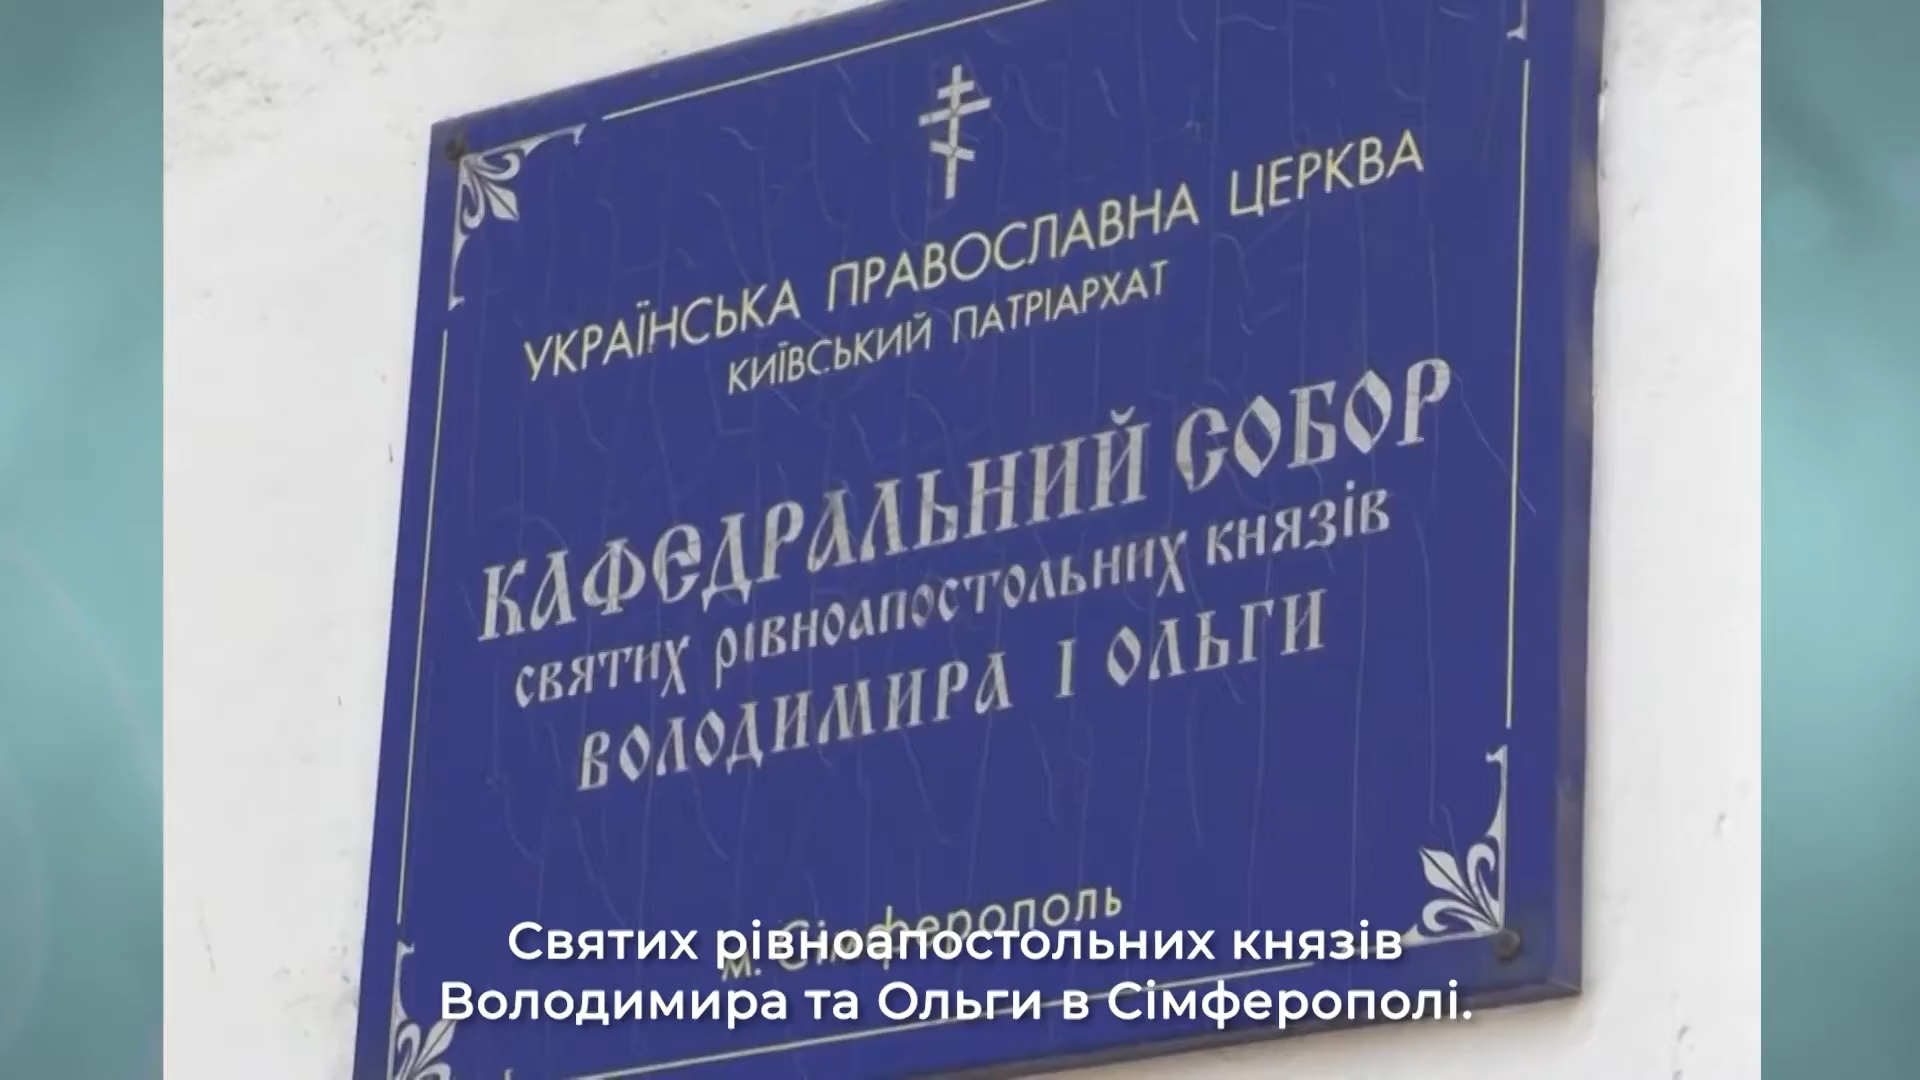 УКРАЇНСЬКА ПРАВОСЛАВНА ЦЕРКВА
КИЇВСЬКИЙ ПАТРІАРХАТ
КАФЕДРАЛЬНИЙ СОБОР
святих рівноапостольних князів
ВОЛОДИМИРА І ОЛЬГИ
м. Сімферополь
Святих рівноапостольних князів
Володимира та Ольги в Сімферополі.